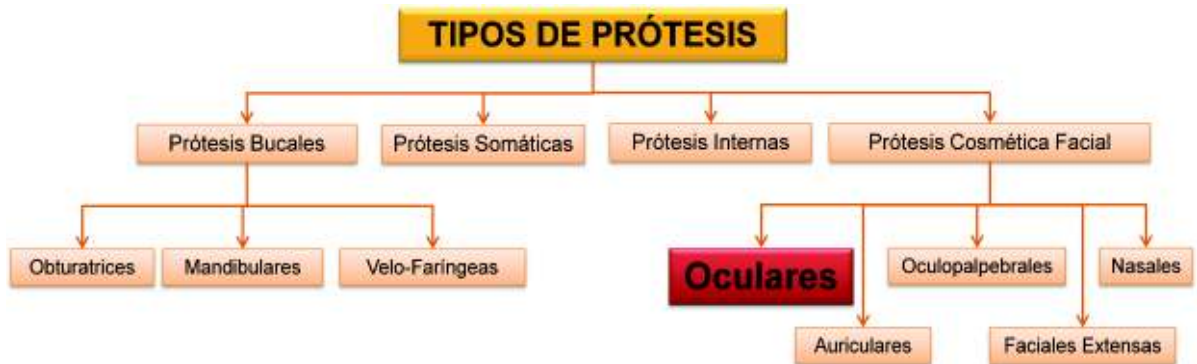 TIPOS DE PRÓTESIS
Prótesis Bucales
Prótesis Somáticas
Prótesis Internas
Prótesis Cosmética Facial
Obturatrices
Mandibulares
Velo-Faríngeas
Oculares
Oculopalpebrales
Nasales
Auriculares
Faciales Extensas